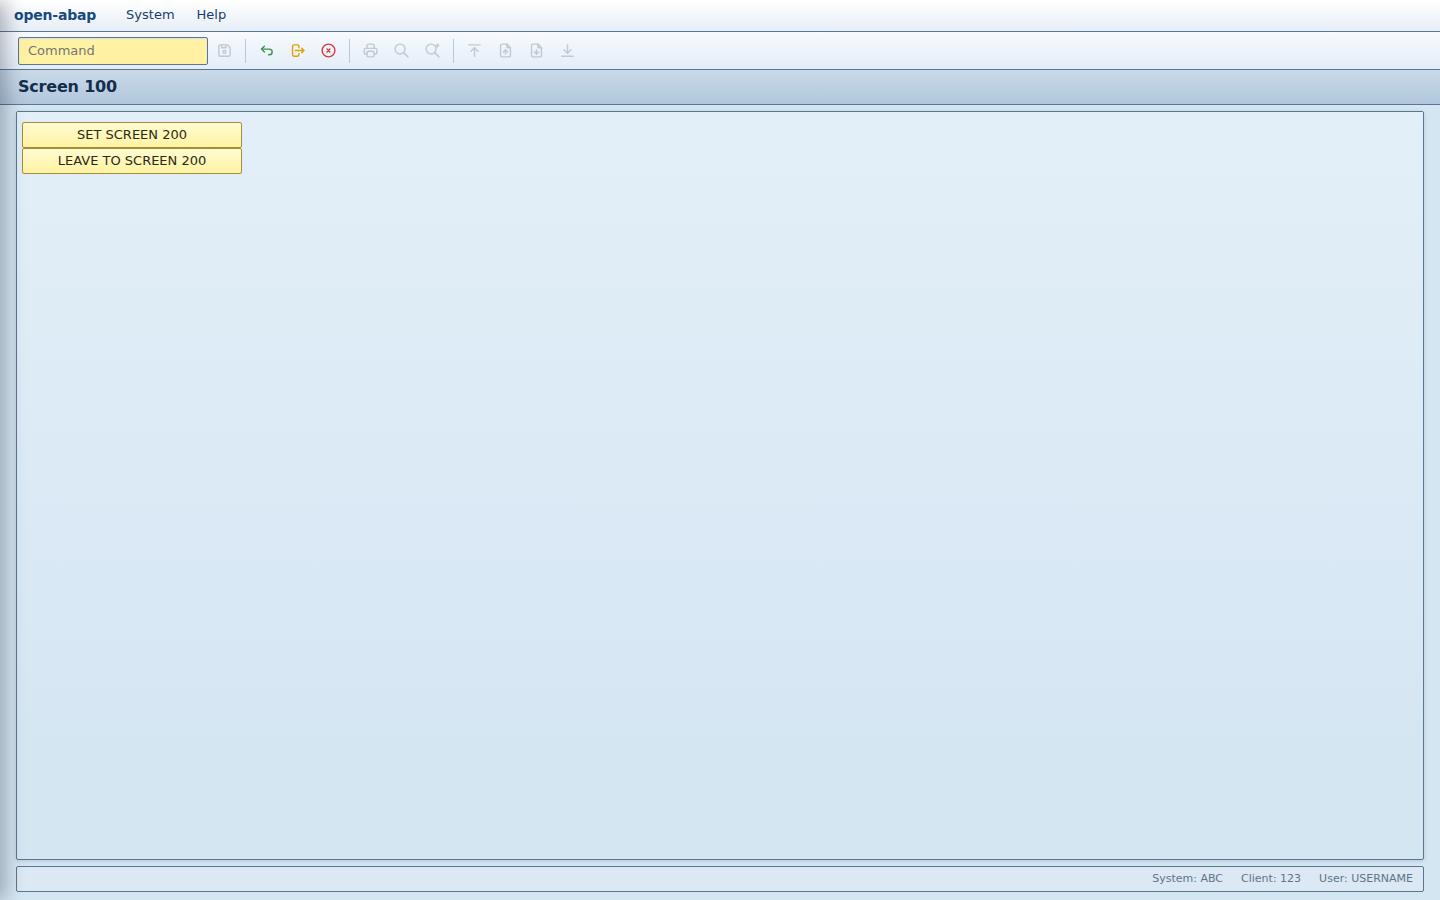 open-abap System Help
Command
Screen 100
SET SCREEN 200
LEAVE TO SCREEN 200
System: ABC Client: 123 User: USERNAME